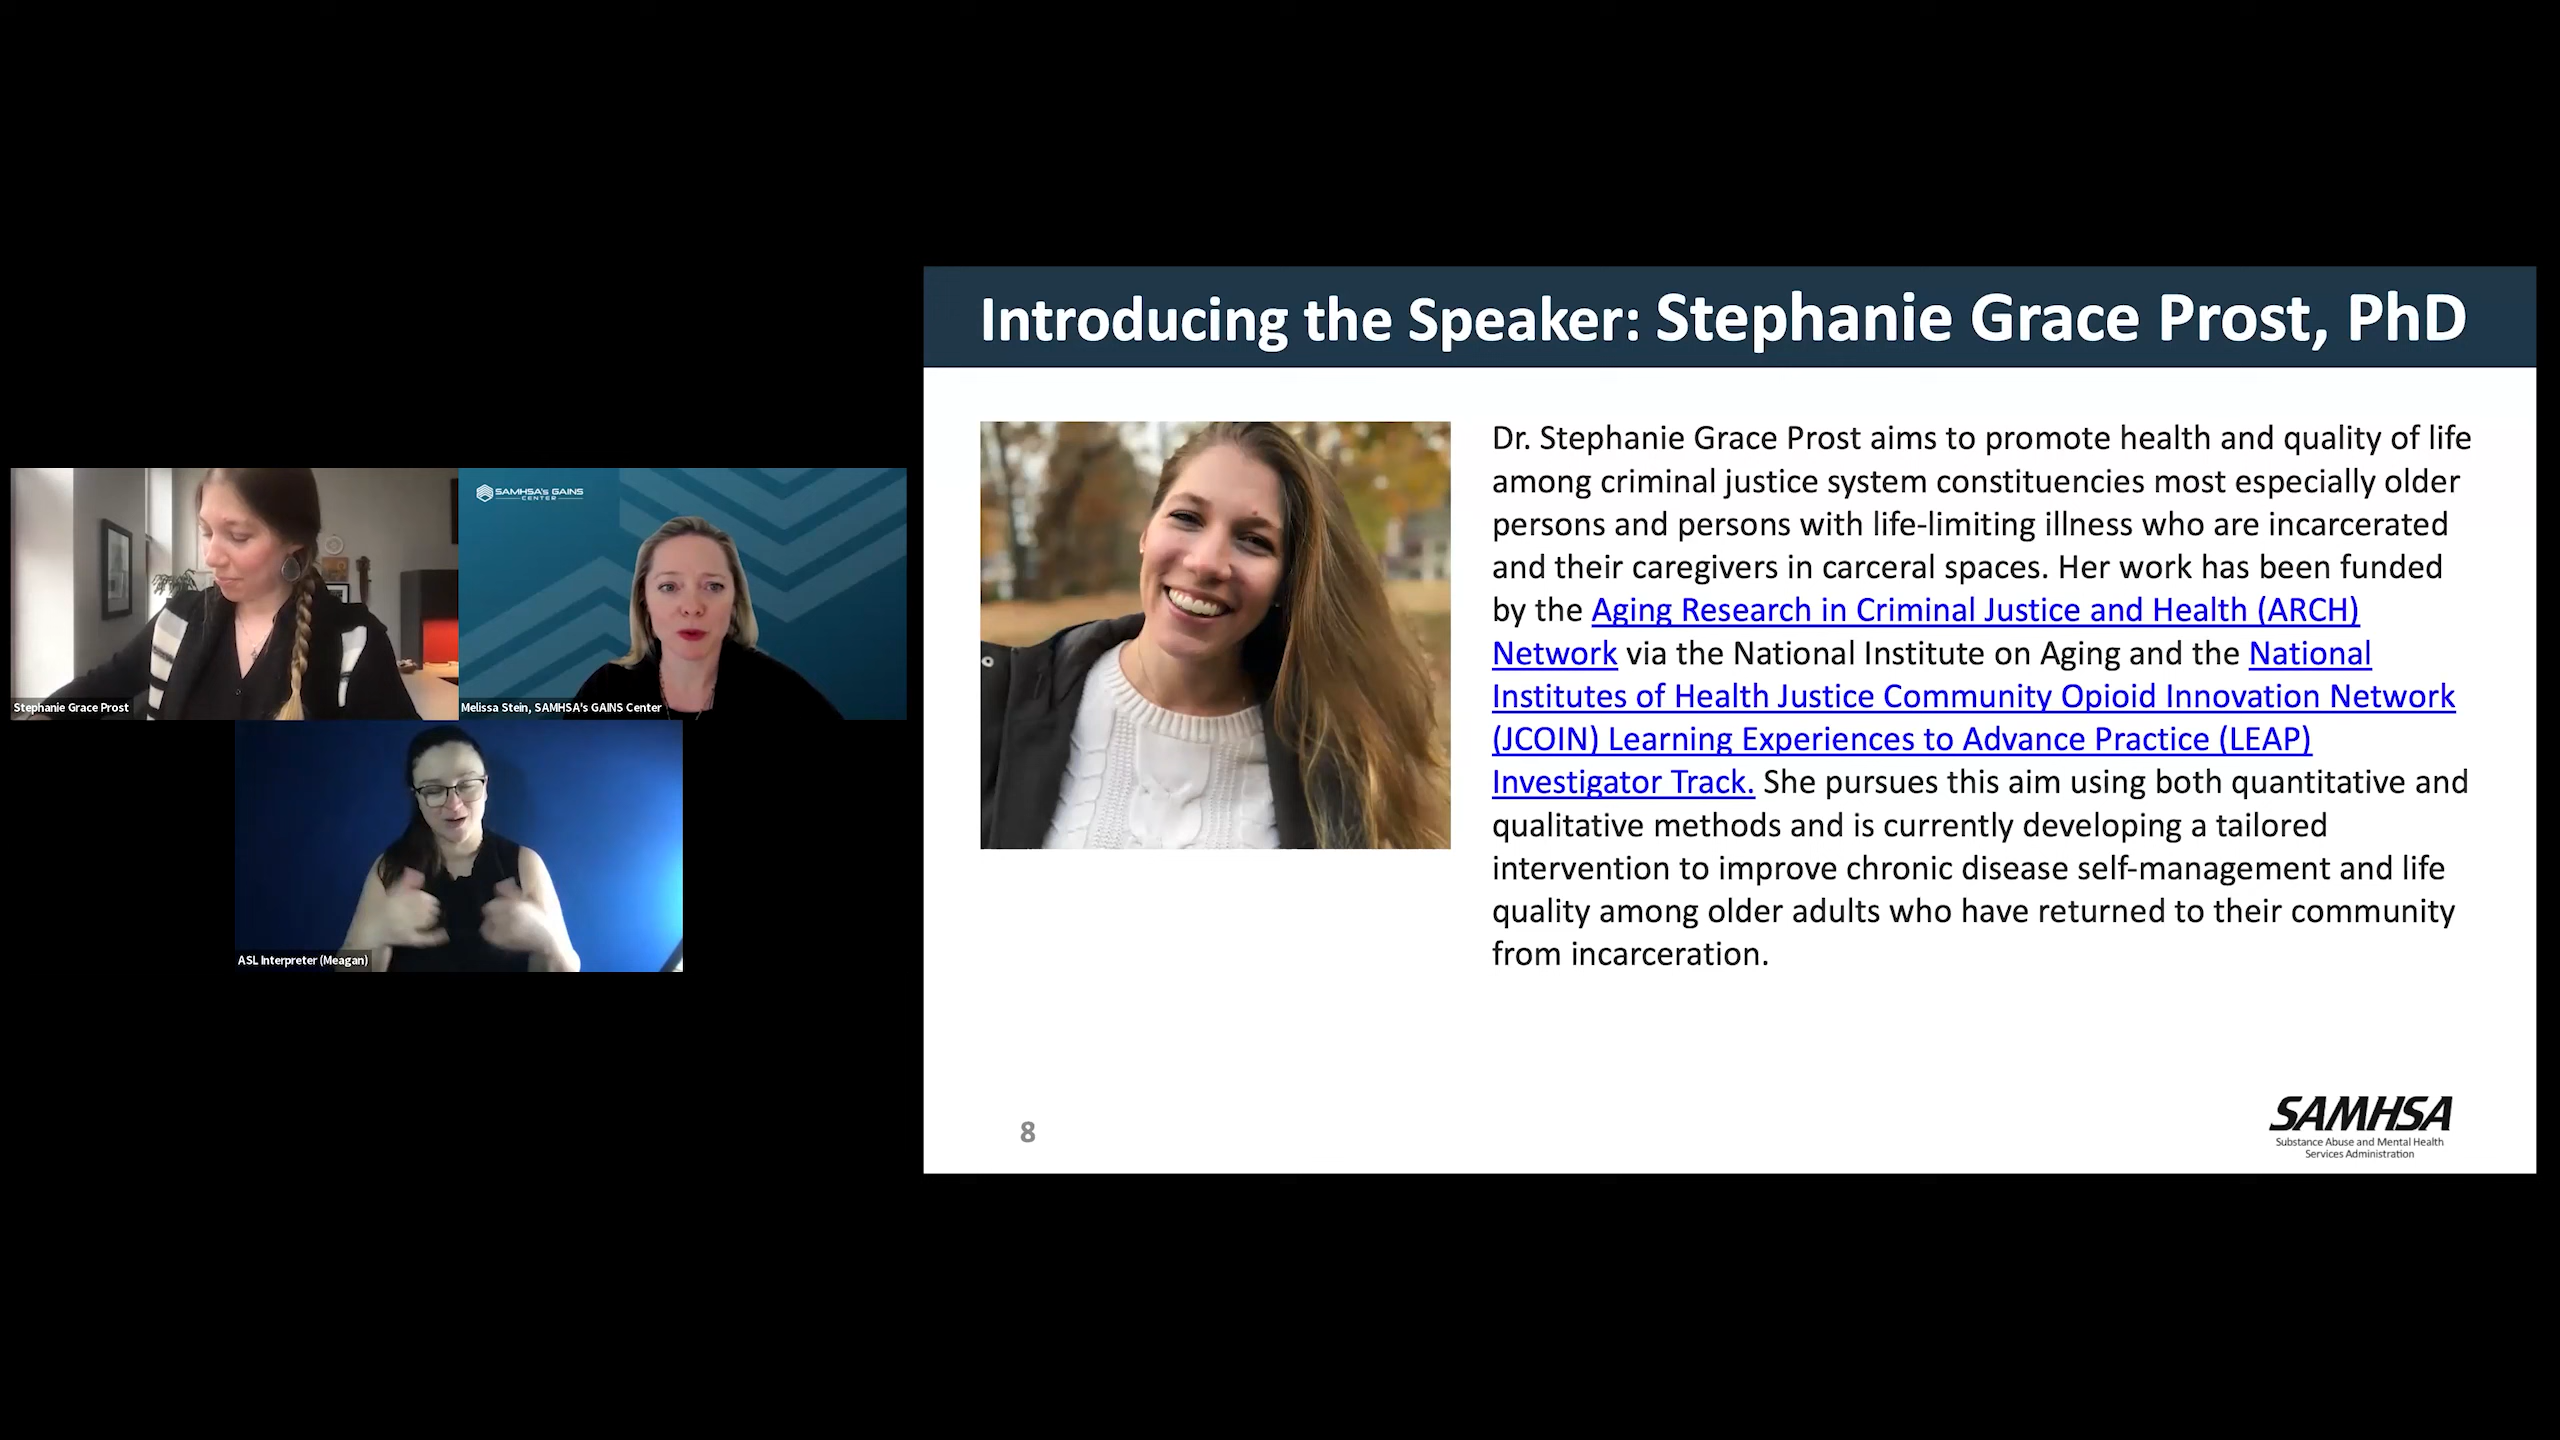 Introducing the Speaker: Stephanie Grace Prost, PhD
SAMHSA's GAINS
CENTER
Stephanie Grace Prost
Melissa Stein, SAMHSA's GAINS Center
ASL Interpreter (Meagan)
Dr. Stephanie Grace Prost aims to promote health and quality of life
among criminal justice system constituencies most especially older
persons and persons with life-limiting illness who are incarcerated
and their caregivers in carceral spaces. Her work has been funded
by the Aging Research in Criminal Justice and Health (ARCH)
Network via the National Institute on Aging and the National
Institutes of Health Justice Community Opioid Innovation Network
(JCOIN) Learning Experiences to Advance Practice (LEAP)
Investigator Track. She pursues this aim using both quantitative and
qualitative methods and is currently developing a tailored
intervention to improve chronic disease self-management and life
quality among older adults who have returned to their community
from incarceration.
8
SAMHSA
Substance Abuse and Mental Health
Services Administration